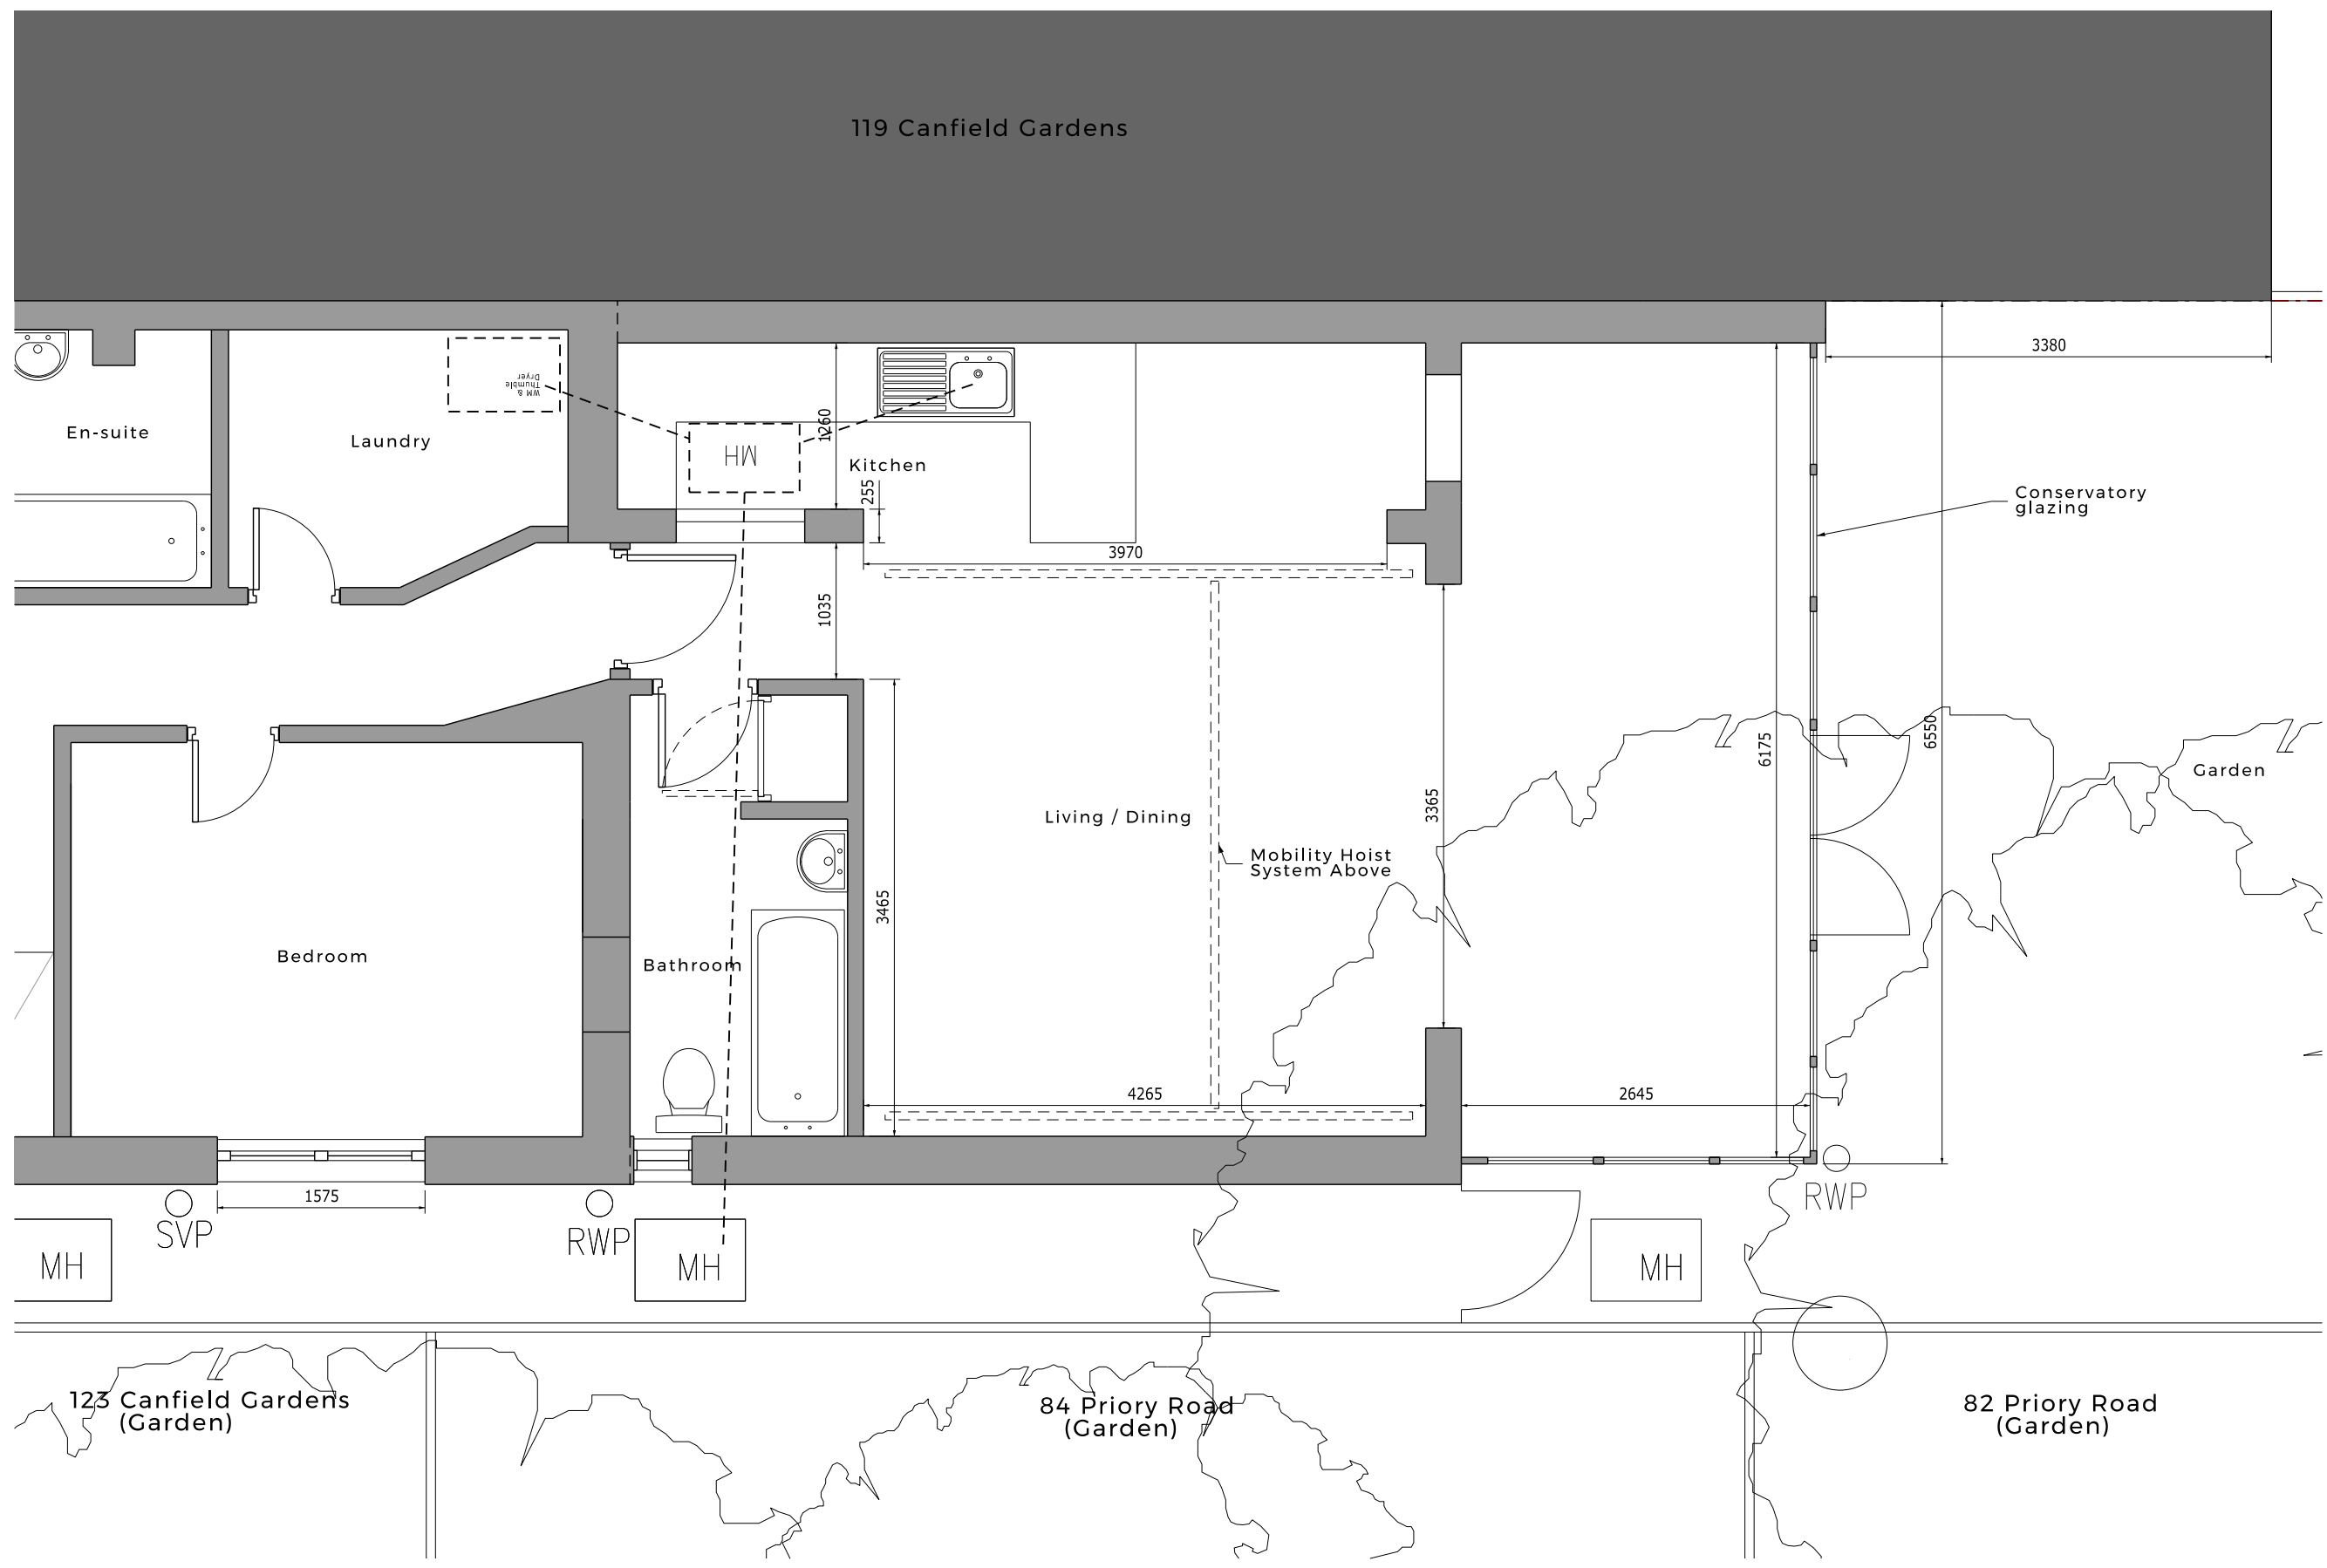 119 Canfield Gardens
3380
WM &
Thumble
Dryer
En-suite
Laundry
1260
MH
Kitchen
255
Conservatory
glazing
3970
1035
6175
6550
Garden
3365
Living / Dining
Mobility Hoist
System Above
3465
Bedroom
Bathroom
4265
2645
1575
SVP
RWP
RWP
MH
MH
MH
123 Canfield Gardens
(Garden)
84 Priory Road
(Garden)
82 Priory Road
(Garden)